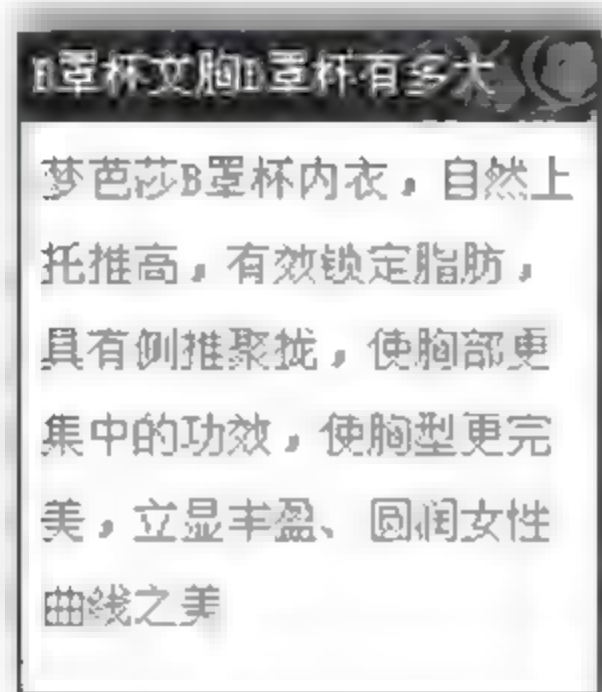 B罩杯文胸B罩杯有多大
梦芭莎B罩杯内衣，自然上
托推高，有效锁定脂肪，
具有侧推聚拢，使胸部更
集中的功效，使胸型更完
美，立显丰盈、圆润女性
曲线之美